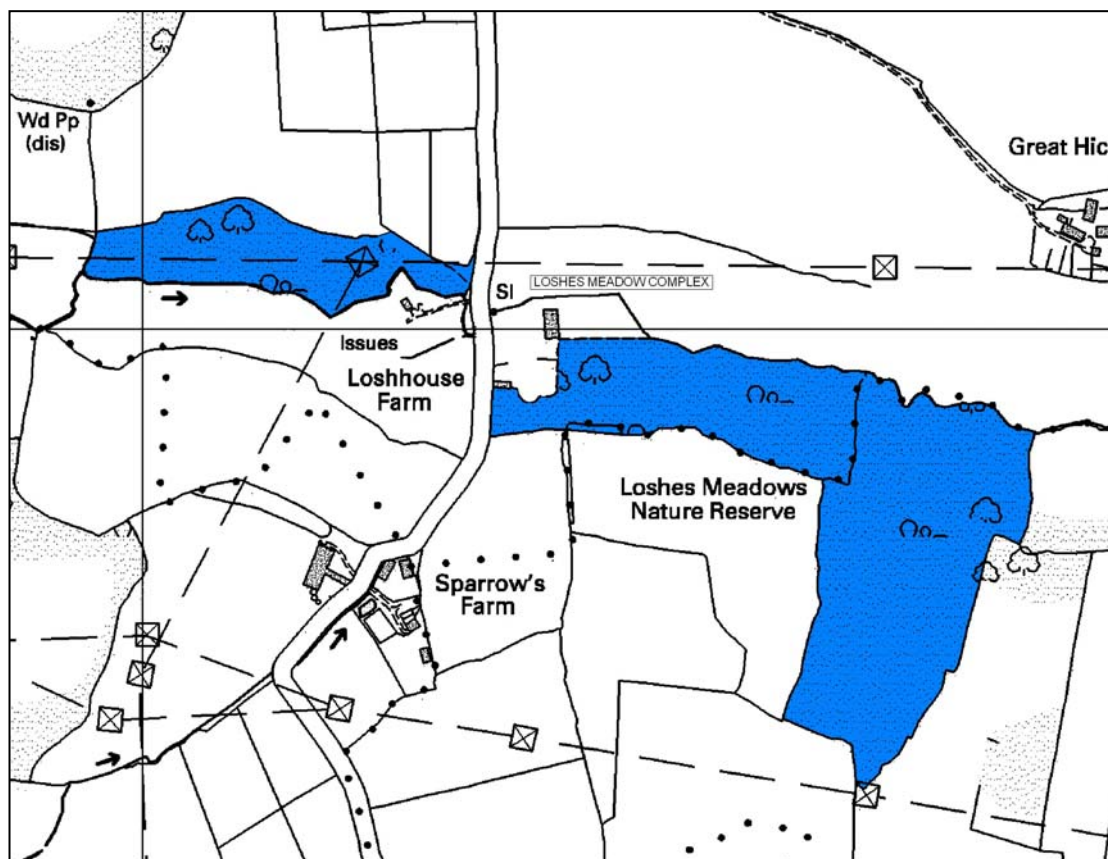 Wd Pp
(dis)
Great Hic
LOSHES MEADOW COMPLEX
Sl
Issues
Loshhouse
Farm
Loshes Meadows
Nature Reserve
Sparrow's
Farm